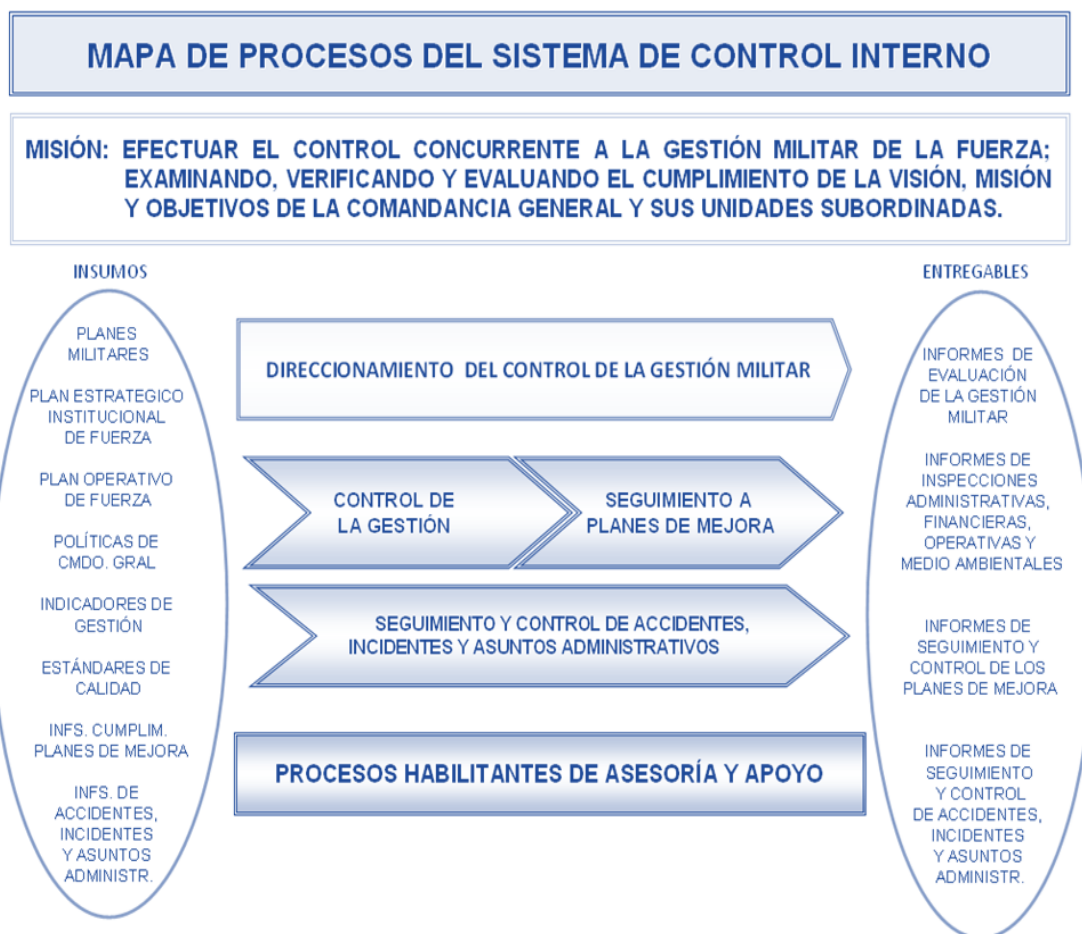 MAPA DE PROCESOS DEL SISTEMA DE CONTROL INTERNO
MISIÓN: EFECTUAR EL CONTROL CONCURRENTE A LA GESTIÓN MILITAR DE LA FUERZA;
EXAMINANDO, VERIFICANDO Y EVALUANDO EL CUMPLIMIENTO DE LA VISIÓN, MISIÓN
Y OBJETIVOS DE LA COMANDANCIA GENERAL Y SUS UNIDADES SUBORDINADAS.
INSUMOS
PLANES
MILITARES
PLAN ESTRATEGICO
INSTITUCIONAL
DE FUERZA
PLAN OPERATIVO
DE FUERZA
POLÍTICAS DE
CMDO. GRAL
INDICADORES DE
GESTIÓN
ESTÁNDARES DE
CALIDAD
INFS. CUMPLIM.
PLANES DE MEJORA
INFS. DE
ACCIDENTES,
INCIDENTES
Y ASUNTOS
ADMINISTR.
DIRECCIONAMIENTO DEL CONTROL DE LA GESTIÓN MILITAR
CONTROL DE
LA GESTIÓN
SEGUIMIENTO A
PLANES DE MEJORA
SEGUIMIENTO Y CONTROL DE ACCIDENTES,
INCIDENTES Y ASUNTOS ADMINISTRATIVOS
PROCESOS HABILITANTES DE ASESORÍA Y APOYO
ENTREGABLES
INFORMES DE
EVALUACIÓN
DE LA GESTIÓN
MILITAR
INFORMES DE
INSPECCIONES
ADMINISTRATIVAS,
FINANCIERAS,
OPERATIVAS Y
MEDIO AMBIENTALES
INFORMES DE
SEGUIMIENTO Y
CONTROL DE LOS
PLANES DE MEJORA
INFORMES DE
SEGUIMIENTO
Y CONTROL
DE ACCIDENTES,
INCIDENTES
Y ASUNTOS
ADMINISTR.